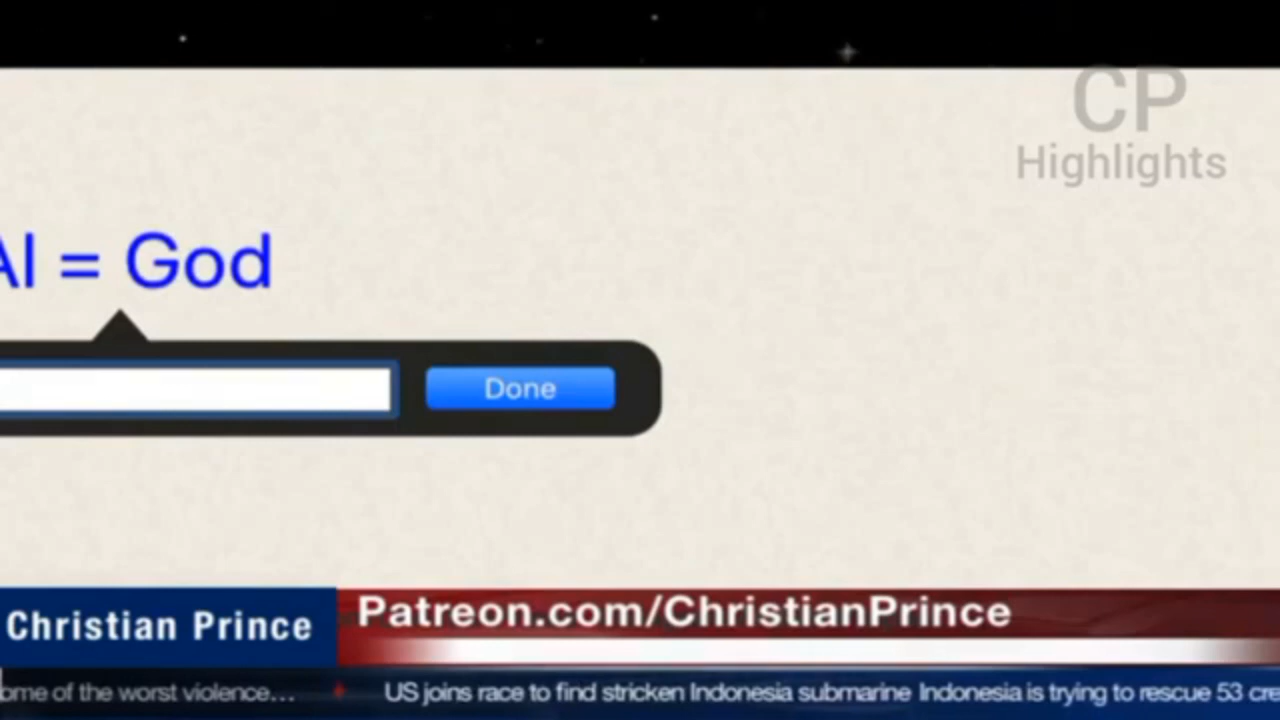 CP
Highlights
Al = God
Done
Christian Prince
Patreon.com/ChristianPrince
ome of the worst violence... US joins race to find stricken Indonesia submarine Indonesia is trying to rescue 53 cre